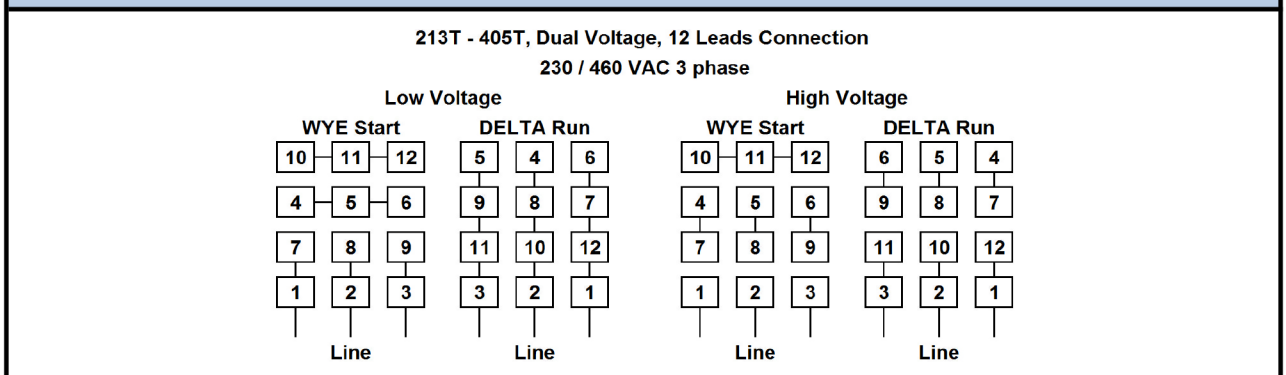 213T - 405T, Dual Voltage, 12 Leads Connection
230 / 460 VAC 3 phase
Low Voltage High Voltage
WYE Start DELTA Run WYE Start DELTA Run
10 11 12 5 4 6 10 11 12 6 5 4
4 5 6 9 8 7 4 5 6 9 8 7
7 8 9 11 10 12 7 8 9 11 10 12
1 2 3 3 2 1 1 2 3 3 2 1
Line Line Line Line